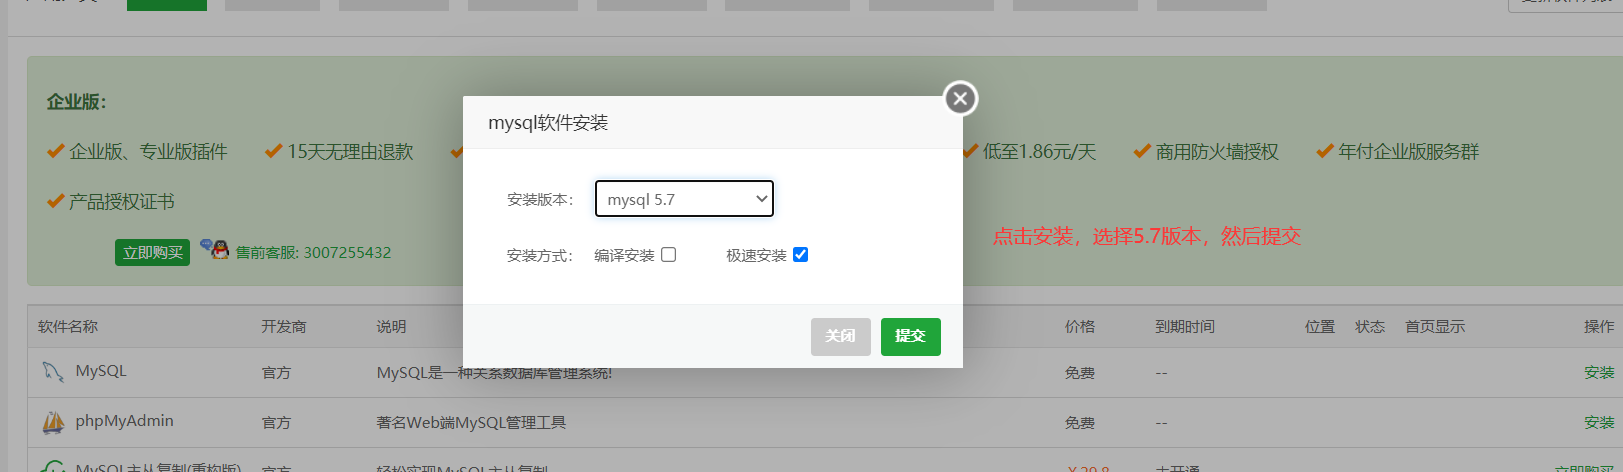 企业版：
企业版、专业版插件
15天无理由退款
低至1.86元/天
商用防火墙授权
年付企业版服务群
产品授权证书
立即购买
售前客服: 3007255432
mysql软件安装
安装版本：
mysql 5.7
安装方式：
编译安装
极速安装
关闭
提交
点击安装，选择5.7版本，然后提交
软件名称 开发商 说明 价格 到期时间 位置 状态 首页显示 操作
MySQL 官方 MySQL是一种关系数据库管理系统! 免费 -- 安装
phpMyAdmin 官方 著名Web端MySQL管理工具 免费 -- 安装
MySQL主从复制(重构版) 官方 轻松实现MySQL主从复制 未开通 立即购买